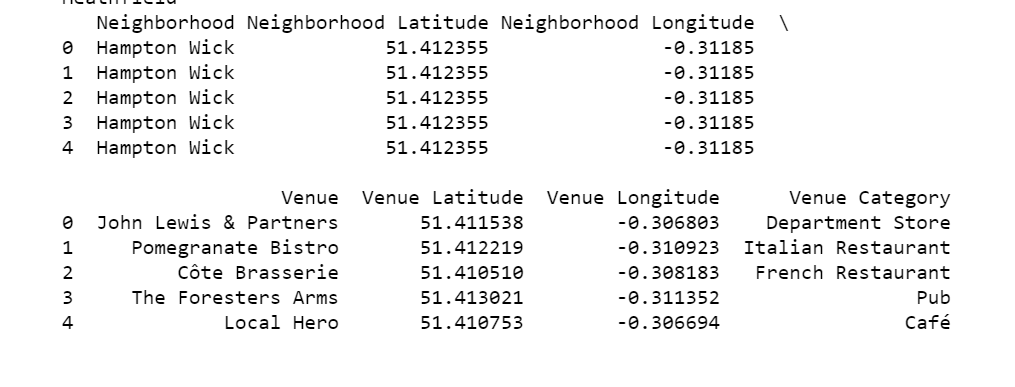 Heathfield
Neighborhood Neighborhood Latitude Neighborhood Longitude \
0 Hampton Wick 51.412355 -0.31185
1 Hampton Wick 51.412355 -0.31185
2 Hampton Wick 51.412355 -0.31185
3 Hampton Wick 51.412355 -0.31185
4 Hampton Wick 51.412355 -0.31185
Venue Venue Latitude Venue Longitude Venue Category
0 John Lewis & Partners 51.411538 -0.306803 Department Store
1 Pomegranate Bistro 51.412219 -0.310923 Italian Restaurant
2 Côte Brasserie 51.410510 -0.308183 French Restaurant
3 The Foresters Arms 51.413021 -0.311352 Pub
4 Local Hero 51.410753 -0.306694 Café